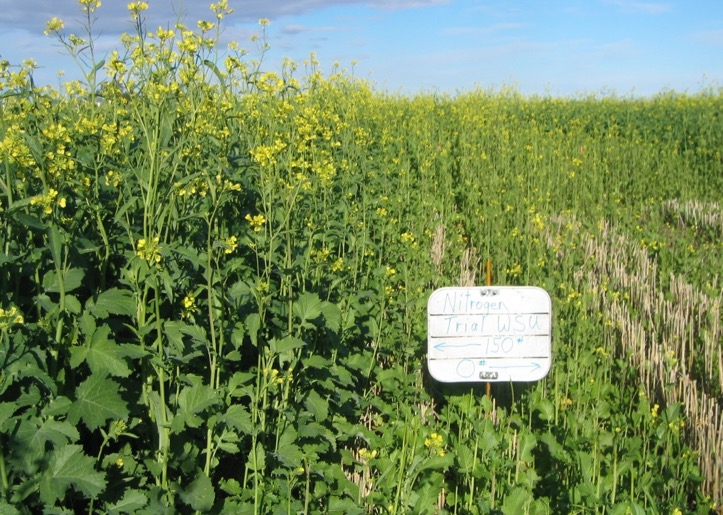 Nitrogen
Trial WSU
← 150 #
0 # →